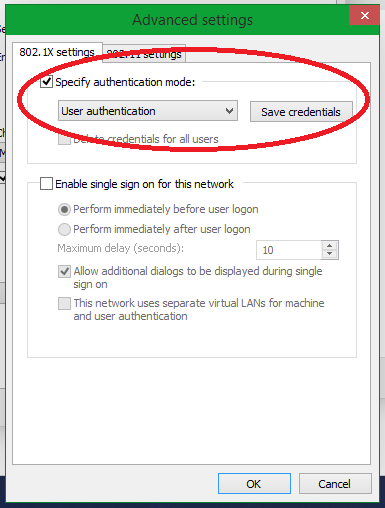 Advanced settings
802.1X settings
802.11 settings
Specify authentication mode:
User authentication
Save credentials
Delete credentials for all users
Enable single sign on for this network
Perform immediately before user logon
Perform immediately after user logon
Maximum delay (seconds):
10
Allow additional dialogs to be displayed during single
sign on
This network uses separate virtual LANs for machine
and user authentication
OK
Cancel